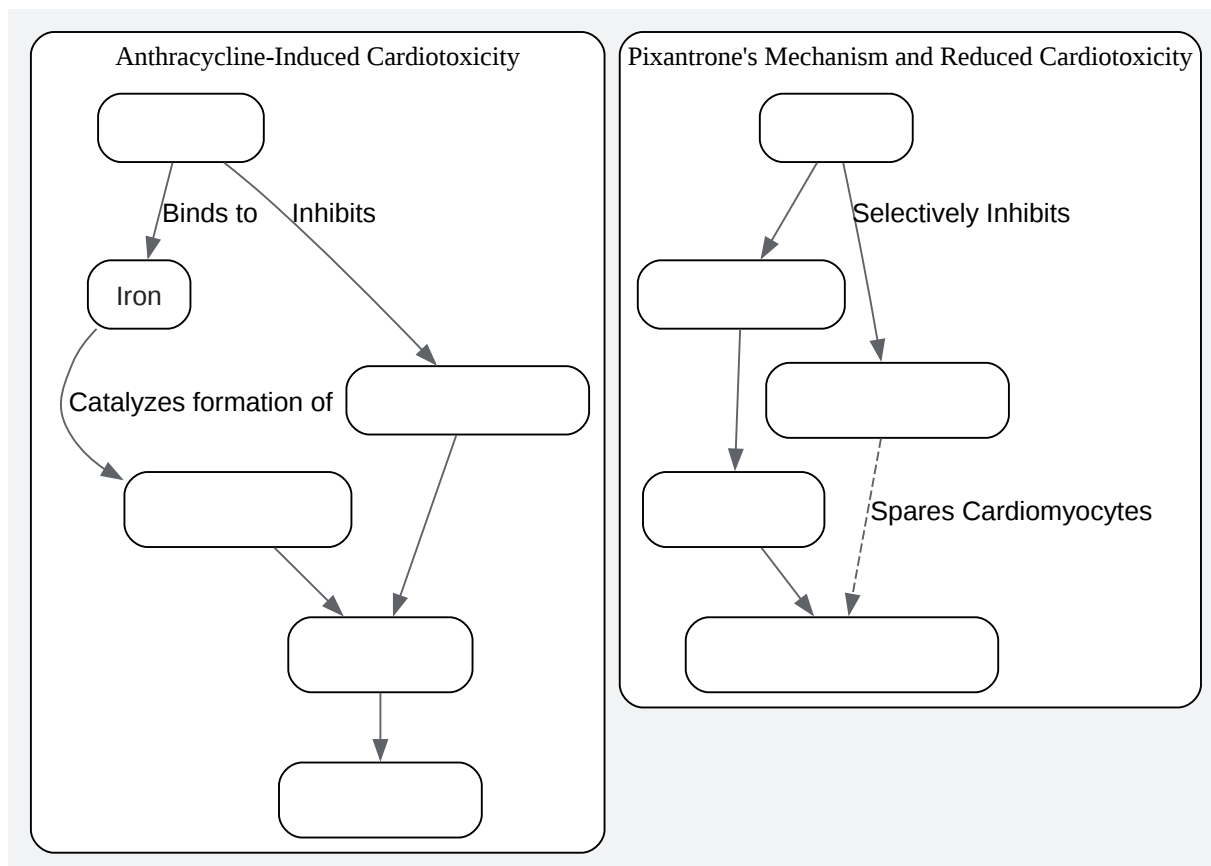 Anthracycline-Induced Cardiotoxicity
Binds to
Inhibits
Iron
Catalyzes formation of
Pixantrone's Mechanism and Reduced Cardiotoxicity
Selectively Inhibits
Spares Cardiomyocytes